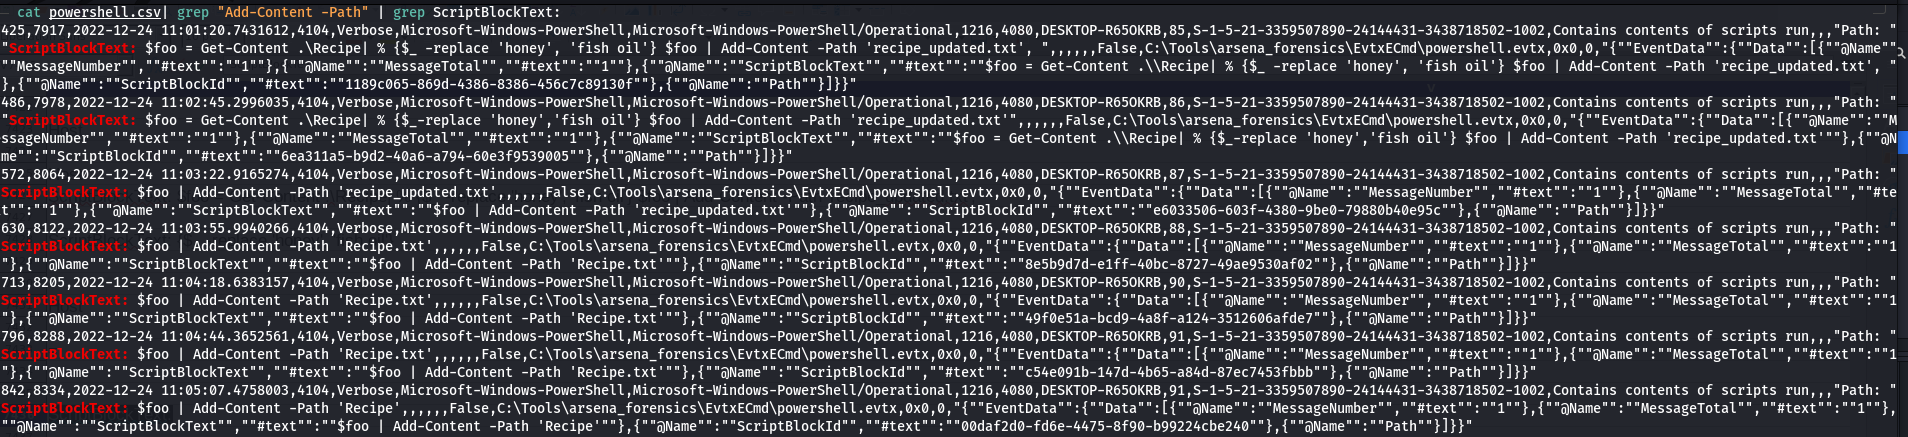 cat powershell.csv| grep "Add-Content -Path" | grep ScriptBlockText:
425,7917,2022-12-24 11:01:20.7431612,4104,Verbose,Microsoft-Windows-PowerShell,Microsoft-Windows-PowerShell/Operational,1216,4080,DESKTOP-R65OKRB,85,S-1-5-21-3359507890-24144431-3438718502-1002,Contains contents of scripts run,,,"Path: "
"ScriptBlockText: $foo = Get-Content .\Recipe| % {$_ -replace 'honey', 'fish oil'} $foo | Add-Content -Path 'recipe_updated.txt', ",,,,,,False,C:\Tools\arsena_forensics\EvtxECmd\powershell.evtx,0x0,0,"{""EventData"":{""Data"":[{""@Name"":
""MessageNumber"",""#text"":""1""},{""@Name"":""MessageTotal"",""#text"":""1""},{""@Name"":""ScriptBlockText"",""#text"":""$foo = Get-Content .\\Recipe| % {$_ -replace 'honey', 'fish oil'} $foo | Add-Content -Path 'recipe_updated.txt', "
"},{""@Name"":""ScriptBlockId"",""#text"":""1189c065-869d-4386-8386-456c7c89130f""},{""@Name"":""Path""}]}}"
486,7978,2022-12-24 11:02:45.2996035,4104,Verbose,Microsoft-Windows-PowerShell,Microsoft-Windows-PowerShell/Operational,1216,4080,DESKTOP-R65OKRB,86,S-1-5-21-3359507890-24144431-3438718502-1002,Contains contents of scripts run,,,"Path: "
"ScriptBlockText: $foo = Get-Content .\Recipe| % {$_-replace 'honey','fish oil'} $foo | Add-Content -Path 'recipe_updated.txt'",,,,,,False,C:\Tools\arsena_forensics\EvtxECmd\powershell.evtx,0x0,0,"{""EventData"":{""Data"":[{""@Name"":""M
essageNumber"",""#text"":""1""},{""@Name"":""MessageTotal"",""#text"":""1""},{""@Name"":""ScriptBlockText"",""#text"":""$foo = Get-Content .\\Recipe| % {$_-replace 'honey','fish oil'} $foo | Add-Content -Path 'recipe_updated.txt'""},{""@N
me"":""ScriptBlockId"",""#text"":""6ea311a5-b9d2-40a6-a794-60e3f9539005""},{""@Name"":""Path""}]}}"
572,8064,2022-12-24 11:03:22.9165274,4104,Verbose,Microsoft-Windows-PowerShell,Microsoft-Windows-PowerShell/Operational,1216,4080,DESKTOP-R65OKRB,87,S-1-5-21-3359507890-24144431-3438718502-1002,Contains contents of scripts run,,,"Path: "
ScriptBlockText: $foo | Add-Content -Path 'recipe_updated.txt',,,,,,False,C:\Tools\arsena_forensics\EvtxECmd\powershell.evtx,0x0,0,"{""EventData"":{""Data"":[{""@Name"":""MessageNumber"",""#text"":""1""},{""@Name"":""MessageTotal"",""#te
t"":""1""},{""@Name"":""ScriptBlockText"",""#text"":""$foo | Add-Content -Path 'recipe_updated.txt'""},{""@Name"":""ScriptBlockId"",""#text"":""e6033506-603f-4380-9be0-79880b40e95c""},{""@Name"":""Path""}]}}"
630,8122,2022-12-24 11:03:55.9940266,4104,Verbose,Microsoft-Windows-PowerShell,Microsoft-Windows-PowerShell/Operational,1216,4080,DESKTOP-R65OKRB,88,S-1-5-21-3359507890-24144431-3438718502-1002,Contains contents of scripts run,,,"Path: "
ScriptBlockText: $foo | Add-Content -Path 'Recipe.txt',,,,,,False,C:\Tools\arsena_forensics\EvtxECmd\powershell.evtx,0x0,0,"{""EventData"":{""Data"":[{""@Name"":""MessageNumber"",""#text"":""1""},{""@Name"":""MessageTotal"",""#text"":""1
"},{""@Name"":""ScriptBlockText"",""#text"":""$foo | Add-Content -Path 'Recipe.txt'""},{""@Name"":""ScriptBlockId"",""#text"":""8e5b9d7d-e1ff-40bc-8727-49ae9530af02""},{""@Name"":""Path""}]}}"
713,8205,2022-12-24 11:04:18.6383157,4104,Verbose,Microsoft-Windows-PowerShell,Microsoft-Windows-PowerShell/Operational,1216,4080,DESKTOP-R65OKRB,90,S-1-5-21-3359507890-24144431-3438718502-1002,Contains contents of scripts run,,,"Path: "
ScriptBlockText: $foo | Add-Content -Path 'Recipe.txt',,,,,,False,C:\Tools\arsena_forensics\EvtxECmd\powershell.evtx,0x0,0,"{""EventData"":{""Data"":[{""@Name"":""MessageNumber"",""#text"":""1""},{""@Name"":""MessageTotal"",""#text"":""1
"},{""@Name"":""ScriptBlockText"",""#text"":""$foo | Add-Content -Path 'Recipe.txt'""},{""@Name"":""ScriptBlockId"",""#text"":""49f0e51a-bcd9-4a8f-a124-3512606afde7""},{""@Name"":""Path""}]}}"
796,8288,2022-12-24 11:04:44.3652561,4104,Verbose,Microsoft-Windows-PowerShell,Microsoft-Windows-PowerShell/Operational,1216,4080,DESKTOP-R65OKRB,91,S-1-5-21-3359507890-24144431-3438718502-1002,Contains contents of scripts run,,,"Path: "
ScriptBlockText: $foo | Add-Content -Path 'Recipe.txt',,,,,,False,C:\Tools\arsena_forensics\EvtxECmd\powershell.evtx,0x0,0,"{""EventData"":{""Data"":[{""@Name"":""MessageNumber"",""#text"":""1""},{""@Name"":""MessageTotal"",""#text"":""1
"},{""@Name"":""ScriptBlockText"",""#text"":""$foo | Add-Content -Path 'Recipe.txt'""},{""@Name"":""ScriptBlockId"",""#text"":""c54e091b-147d-4b65-a84d-87ec7453fbbb""},{""@Name"":""Path""}]}}"
842,8334,2022-12-24 11:05:07.4758003,4104,Verbose,Microsoft-Windows-PowerShell,Microsoft-Windows-PowerShell/Operational,1216,4080,DESKTOP-R65OKRB,91,S-1-5-21-3359507890-24144431-3438718502-1002,Contains contents of scripts run,,,"Path: "
ScriptBlockText: $foo | Add-Content -Path 'Recipe',,,,,,False,C:\Tools\arsena_forensics\EvtxECmd\powershell.evtx,0x0,0,"{""EventData"":{""Data"":[{""@Name"":""MessageNumber"",""#text"":""1""},{""@Name"":""MessageTotal"",""#text"":""1""},
""@Name"":""ScriptBlockText"",""#text"":""$foo | Add-Content -Path 'Recipe'""},{""@Name"":""ScriptBlockId"",""#text"":""00daf2d0-fd6e-4475-8f90-b99224cbe240""},{""@Name"":""Path""}]}}"